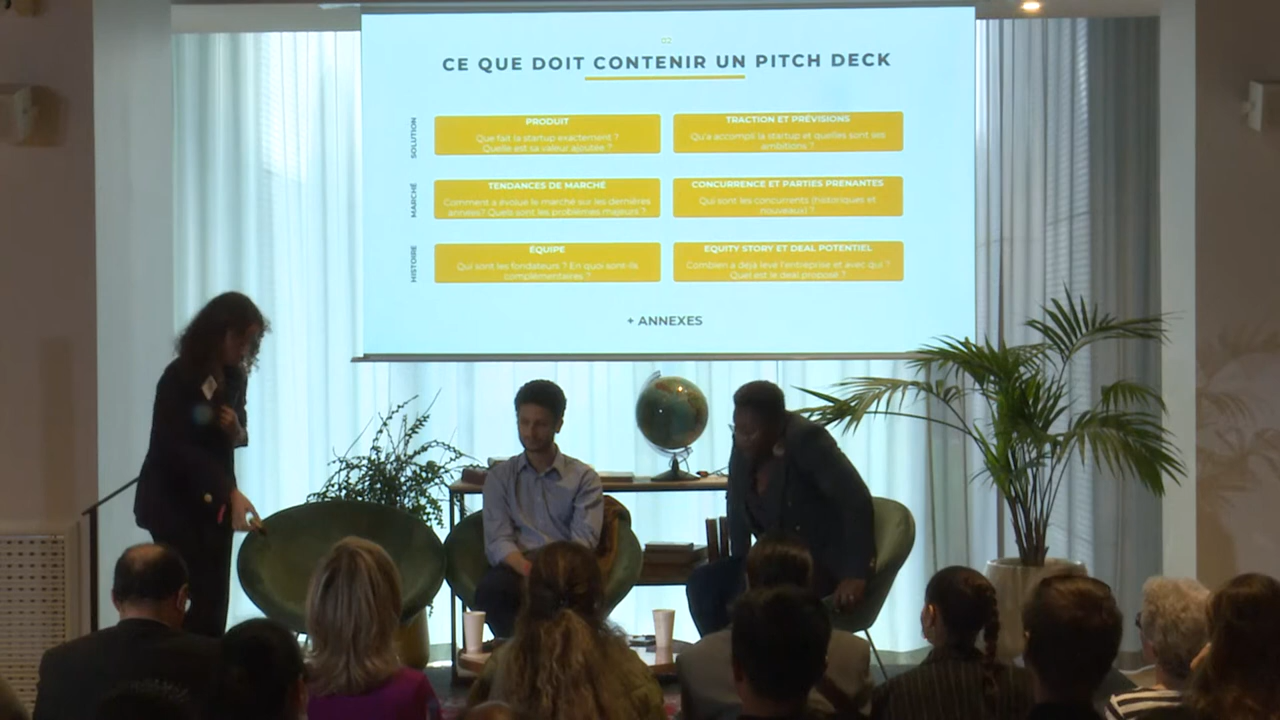 02
CE QUE DOIT CONTENIR UN PITCH DECK
SOLUTION
PRODUIT
Que fait la startup exactement ?
Quelle est sa valeur ajoutée ?
TRACTION ET PRÉVISIONS
Qu'a accompli la startup et quelles sont ses
ambitions ?
MARCHÉ
TENDANCES DE MARCHÉ
Comment a évolué le marché sur les dernières
années? Quels sont les problèmes majeurs ?
CONCURRENCE ET PARTIES PRENANTES
Qui sont les concurrents (historiques et
nouveaux) ?
HISTOIRE
ÉQUIPE
Qui sont les fondateurs ? En quoi sont-ils
complémentaires ?
EQUITY STORY ET DEAL POTENTIEL
Combien a déjà levé l'entreprise et avec qui ?
Quel est le deal proposé ?
+ ANNEXES